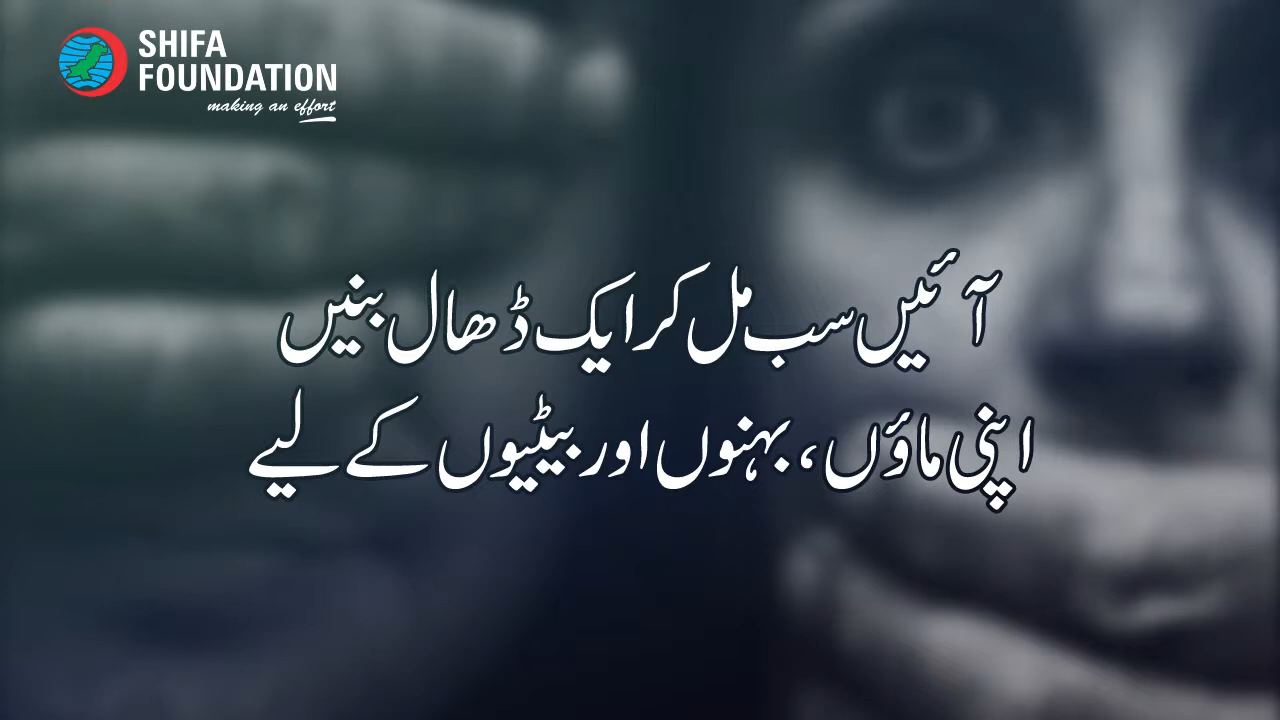 SHIFA
FOUNDATION
making an effort
آئیں سب مل کر ایک ڈھال بنیں
اپنی ماؤں، بہنوں اور بیٹیوں کے لیے